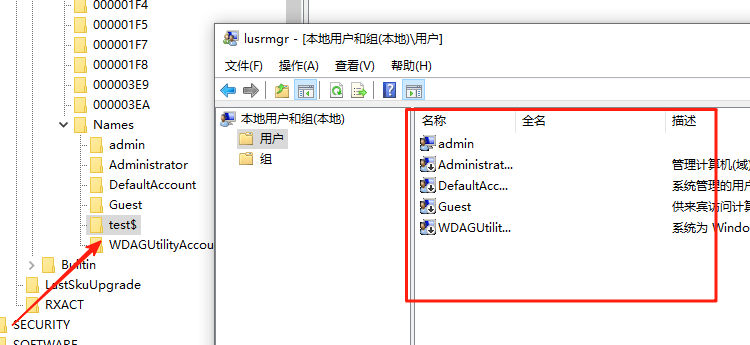 000001F4
000001F5
000001F7
000001F8
000003E9
000003EA
Names
admin
Administrator
DefaultAccount
Guest
test$
WDAGUtilityAccou
Builtin
LastSkuUpgrade
RXACT
SECURITY
SOFTWARE
lusrmgr - [本地用户和组(本地)\用户]
文件(F) 操作(A) 查看(V) 帮助(H)
本地用户和组(本地)
用户
组
名称 全名 描述
admin
Administrat... 管理计算机(域)
DefaultAcc... 系统管理的用户
Guest 供来宾访问计算
WDAGUtilit... 系统为 Windo